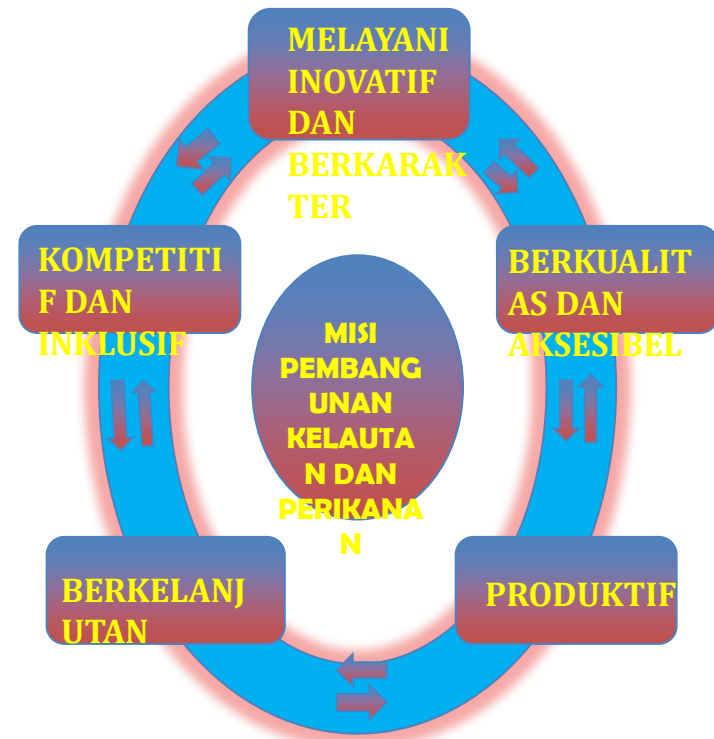 MELAYANI
INOVATIF
DAN
BERKARAK
TER
KOMPETITI
F DAN
INKLUSIF
BERKUALIT
AS DAN
AKSESIBEL
MISI
PEMBANG
UNAN
KELAUTA
N DAN
PERIKANA
N
BERKELANJ
UTAN
PRODUKTIF